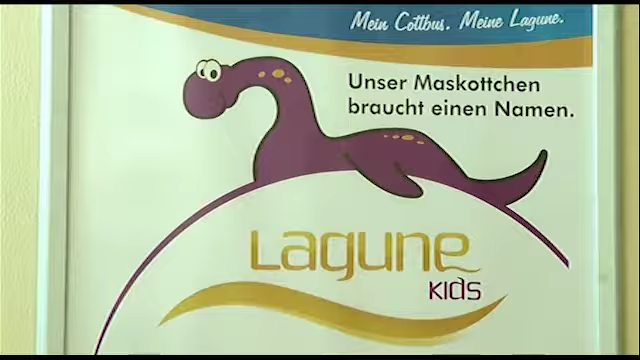 Mein Cottbus. Meine Lagune.
Unser Maskottchen
braucht einen Namen.
Lagune
KIDS